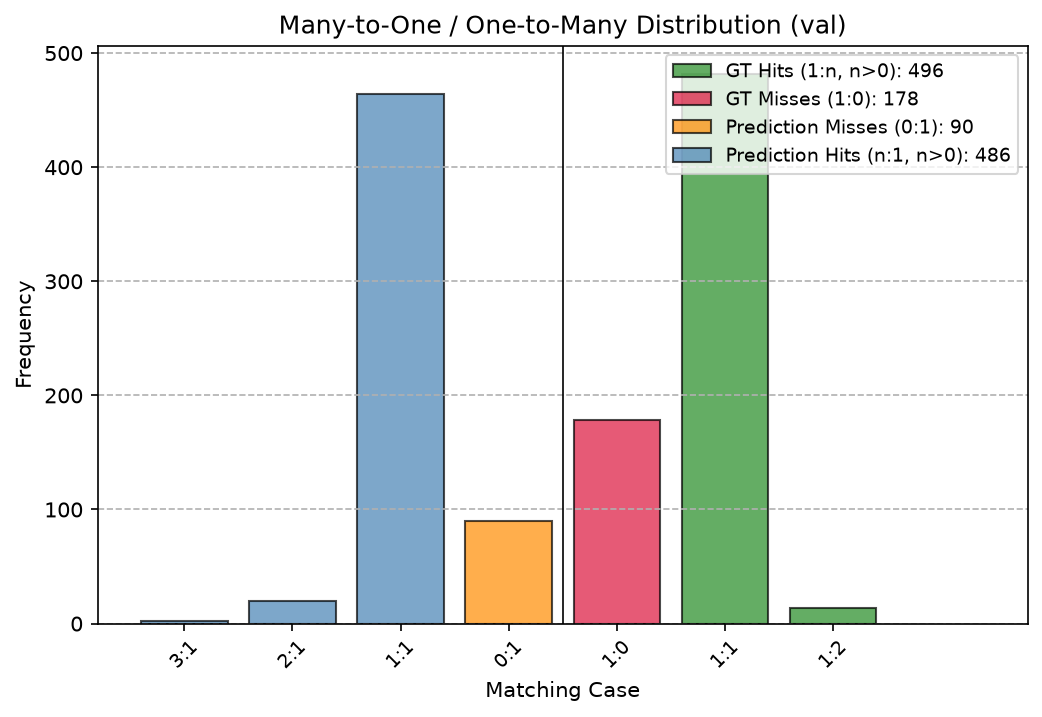 Many-to-One / One-to-Many Distribution (val)
500
400
300
200
100
0
Frequency
GT Hits (1:n, n>0): 496
GT Misses (1:0): 178
Prediction Misses (0:1): 90
Prediction Hits (n:1, n>0): 486
3:1
2:1
1:1
0:1
1:0
1:1
1:2
Matching Case